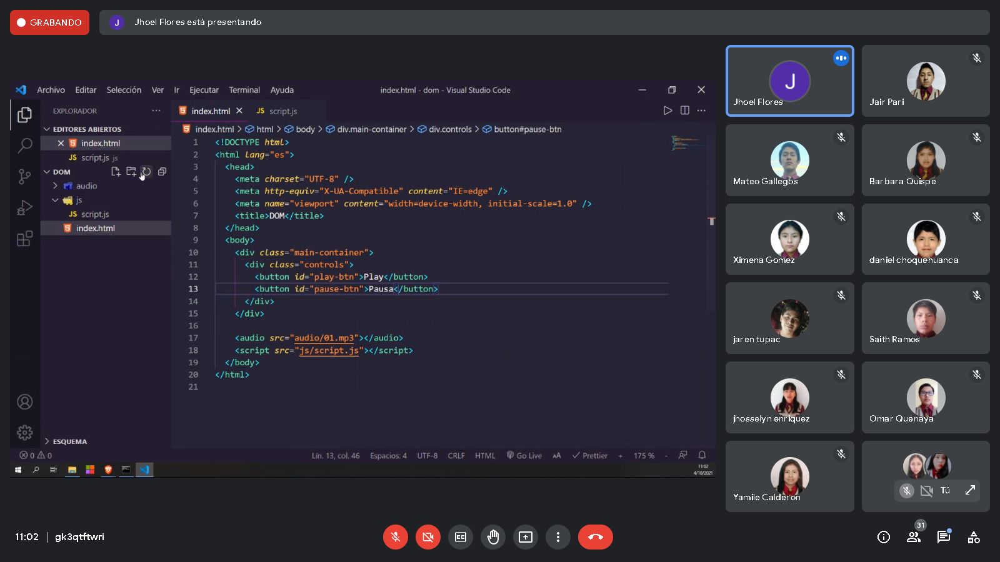 GRABANDO
J
Jhoel Flores está presentando
Archivo Editar Selección Ver Ir Ejecutar Terminal Ayuda
index.html - dom - Visual Studio Code
EXPLORADOR
index.html
JS script.js
EDITORES ABIERTOS
index.html
JS script.js js
DOM
audio
js
JS script.js
index.html
ESQUEMA
index.html > html > body > div.main-container > div.controls > button#pause-btn
1 <!DOCTYPE html>
2 <html lang="es">
3 <head>
4 <meta charset="UTF-8" />
5 <meta http-equiv="X-UA-Compatible" content="IE=edge" />
6 <meta name="viewport" content="width=device-width, initial-scale=1.0" />
7 <title>DOM</title>
8 </head>
9 <body>
10 <div class="main-container">
11 <div class="controls">
12 <button id="play-btn">Play</button>
13 <button id="pause-btn">Pausa</button>
14 </div>
15 </div>
16
17 <audio src="audio/01.mp3"></audio>
18 <script src="js/script.js"></script>
19 </body>
20 </html>
21
0 0
Lín. 13, col. 46 Espacios: 4 UTF-8 CRLF HTML Go Live AA Prettier + 175 % -
11:02
4/10/2021
J
Jhoel Flores
Jair Pari
Mateo Gallegos
Barbara Quispe
Ximena Gomez
daniel choquehuanca
jaren tupac
Saith Ramos
jhosselyn enriquez
Omar Quenaya
Yamile Calderon
Tú
11:02 | gk3qtftwri
31